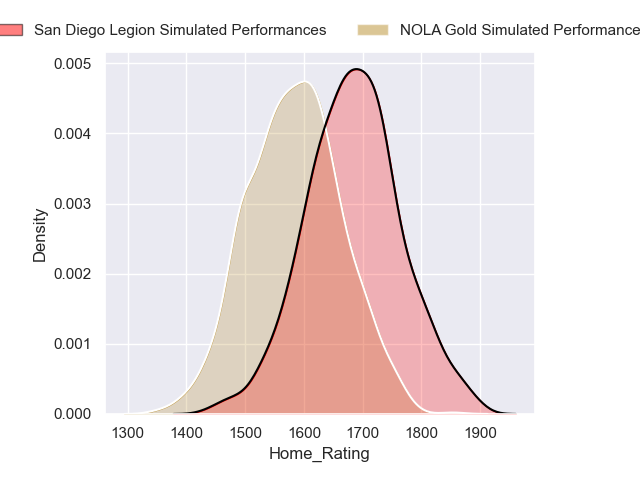 San Diego Legion Simulated Performances
NOLA Gold Simulated Performance
0.005
0.004
0.003
0.002
0.001
0.000
Density
1300 1400 1500 1600 1700 1800 1900
Home_Rating